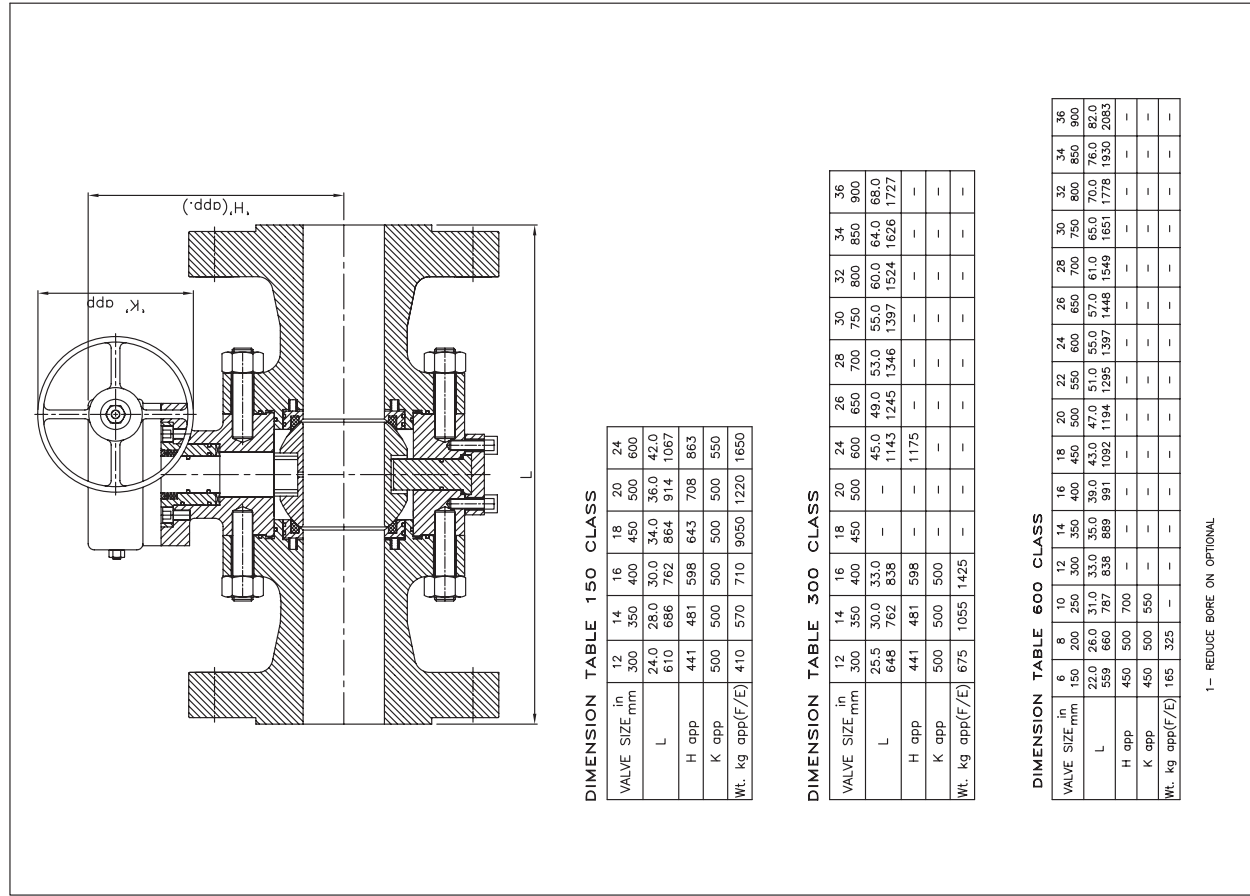 'K' app
'H'(app.)
L
DIMENSION TABLE 150 CLASS
VALVE SIZE in 12 14 16 18 20 24
mm 300 350 400 450 500 600
L 24.0 28.0 30.0 34.0 36.0 42.0
610 686 762 864 914 1067
H app 441 481 598 643 708 863
K app 500 500 500 500 500 550
Wt. kg app(F/E) 410 570 710 9050 1220 1650
DIMENSION TABLE 300 CLASS
VALVE SIZE in 12 14 16 18 20 24 26 28 30 32 34 36
mm 300 350 400 450 500 600 650 700 750 800 850 900
L 25.5 30.0 33.0 – – 45.0 49.0 53.0 55.0 60.0 64.0 68.0
648 762 838 1143 1245 1346 1397 1524 1626 1727
H app 441 481 598 – – 1175 – – – – – –
K app 500 500 500 – – – – – – – – –
Wt. kg app(F/E) 675 1055 1425 – – – – – – – – –
DIMENSION TABLE 600 CLASS
VALVE SIZE in 6 8 10 12 14 16 18 20 22 24 26 28 30 32 34 36
mm 150 200 250 300 350 400 450 500 550 600 650 700 750 800 850 900
L 22.0 26.0 31.0 33.0 35.0 39.0 43.0 47.0 51.0 55.0 57.0 61.0 65.0 70.0 76.0 82.0
559 660 787 838 889 991 1092 1194 1295 1397 1448 1549 1651 1778 1930 2083
H app 450 500 700 – – – – – – – – – – – – –
K app 450 500 550 – – – – – – – – – – – – –
Wt. kg app(F/E) 165 325 – – – – – – – – – – – – – –
1– REDUCE BORE ON OPTIONAL